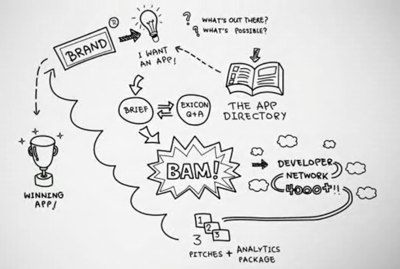 BRAND
®
I WANT
AN APP!
? WHAT'S OUT THERE?
? WHAT'S POSSIBLE?
THE APP
DIRECTORY
BRIEF
EXICON
Q+A
BAM!
DEVELOPER
NETWORK
4000+!!
WINNING
APP!
1
2
3
3
PITCHES + ANALYTICS
PACKAGE